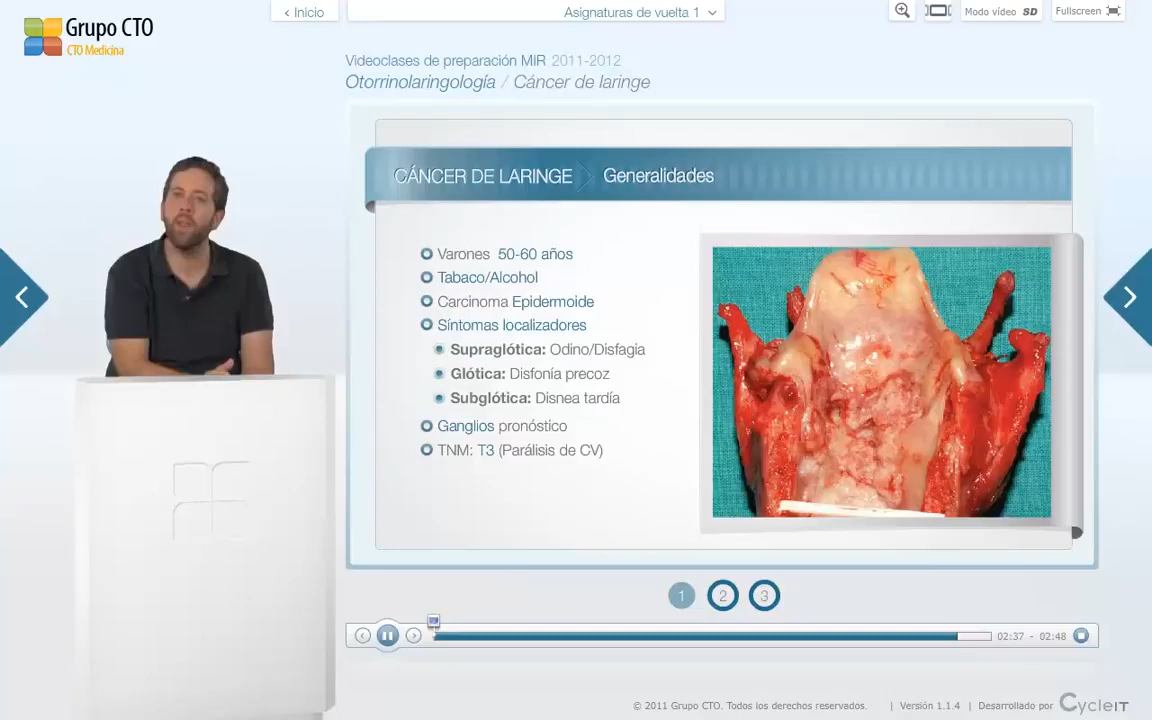 Grupo CTO
CTO Medicina
‹ Inicio
Asignaturas de vuelta 1
Modo vídeo SD
Fullscreen
Videoclases de preparación MIR 2011-2012
Otorrinolaringología / Cáncer de laringe
CÁNCER DE LARINGE Generalidades
Varones 50-60 años
Tabaco/Alcohol
Carcinoma Epidermoide
Síntomas localizadores
Supraglótica: Odino/Disfagia
Glótica: Disfonía precoz
Subglótica: Disnea tardía
Ganglios pronóstico
TNM: T3 (Parálisis de CV)
1 2 3
02:37 - 02:48
© 2011 Grupo CTO. Todos los derechos reservados. | Versión 1.1.4 | Desarrollado por CycleIT